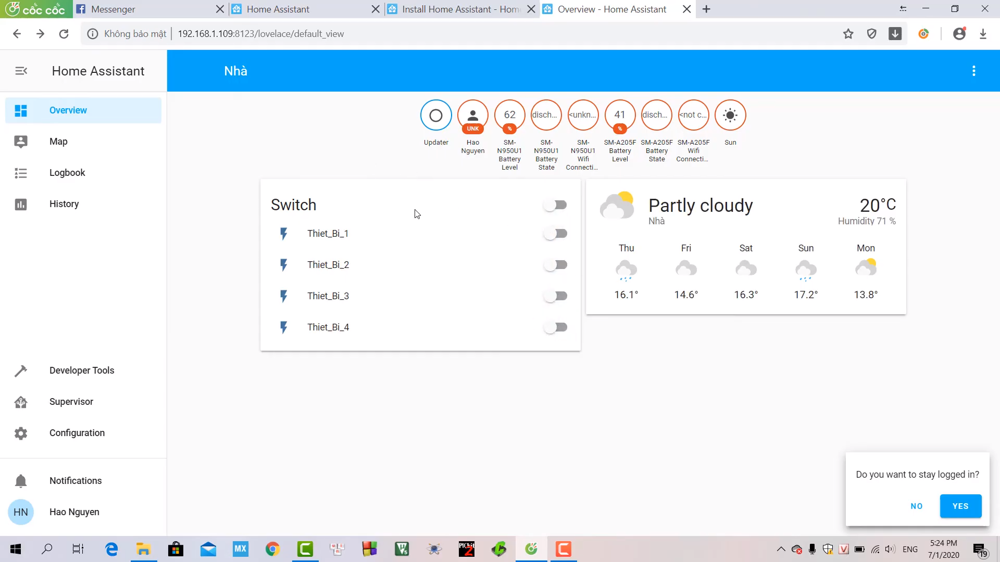 cốc cốc
Messenger
Home Assistant
Install Home Assistant - Hom
Overview - Home Assistant
Không bảo mật
192.168.1.109:8123/lovelace/default_view
Home Assistant
Nhà
Overview
Map
Logbook
History
Developer Tools
Supervisor
Configuration
Notifications
HN
Hao Nguyen
Updater
UNK
Hao
Nguyen
62
%
SM-
N950U1
Battery
Level
disch...
SM-
N950U1
Battery
State
<unkn...
SM-
N950U1
Wifi
Connecti...
41
%
SM-A205F
Battery
Level
disch...
SM-A205F
Battery
State
<not c...
SM-A205F
Wifi
Connecti...
Sun
Switch
Thiet_Bi_1
Thiet_Bi_2
Thiet_Bi_3
Thiet_Bi_4
Partly cloudy
Nhà
20°C
Humidity 71 %
Thu Fri Sat Sun Mon
16.1° 14.6° 16.3° 17.2° 13.8°
Do you want to stay logged in?
NO
YES
MX
ENG
5:24 PM
7/1/2020
19